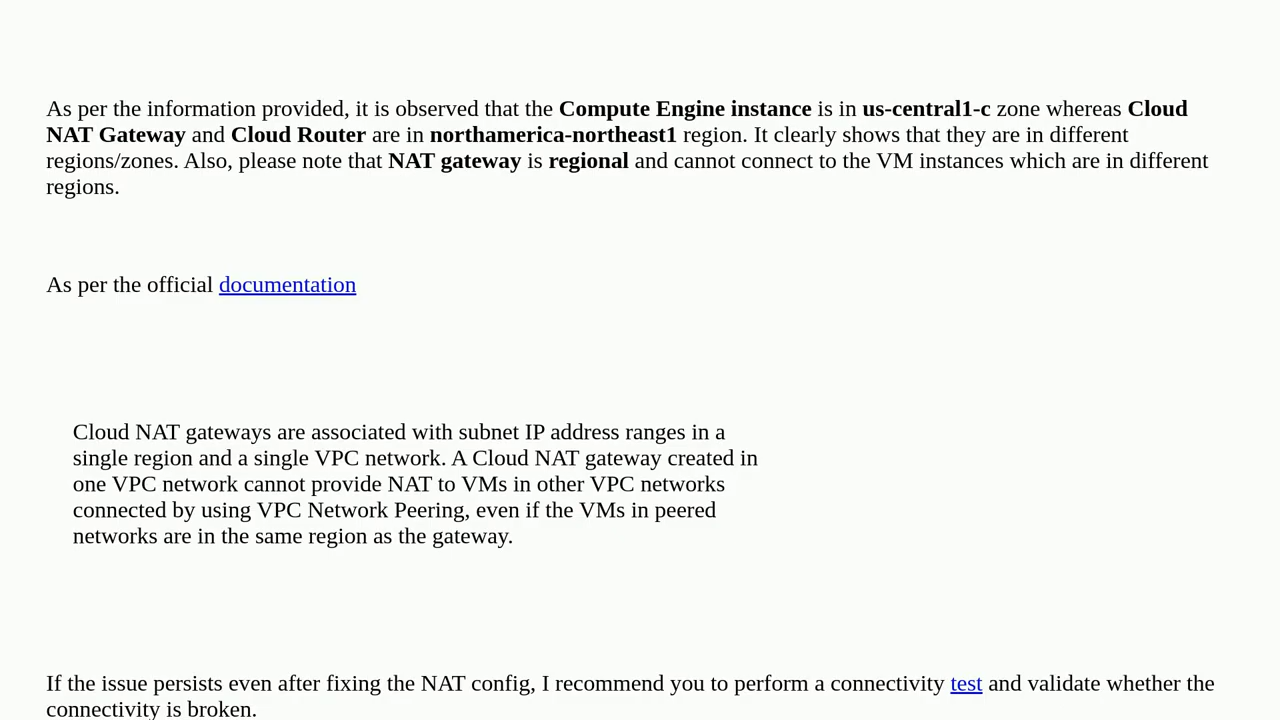 As per the information provided, it is observed that the Compute Engine instance is in us-central1-c zone whereas Cloud
NAT Gateway and Cloud Router are in northamerica-northeast1 region. It clearly shows that they are in different
regions/zones. Also, please note that NAT gateway is regional and cannot connect to the VM instances which are in different
regions.
As per the official documentation
Cloud NAT gateways are associated with subnet IP address ranges in a
single region and a single VPC network. A Cloud NAT gateway created in
one VPC network cannot provide NAT to VMs in other VPC networks
connected by using VPC Network Peering, even if the VMs in peered
networks are in the same region as the gateway.
If the issue persists even after fixing the NAT config, I recommend you to perform a connectivity test and validate whether the
connectivity is broken.